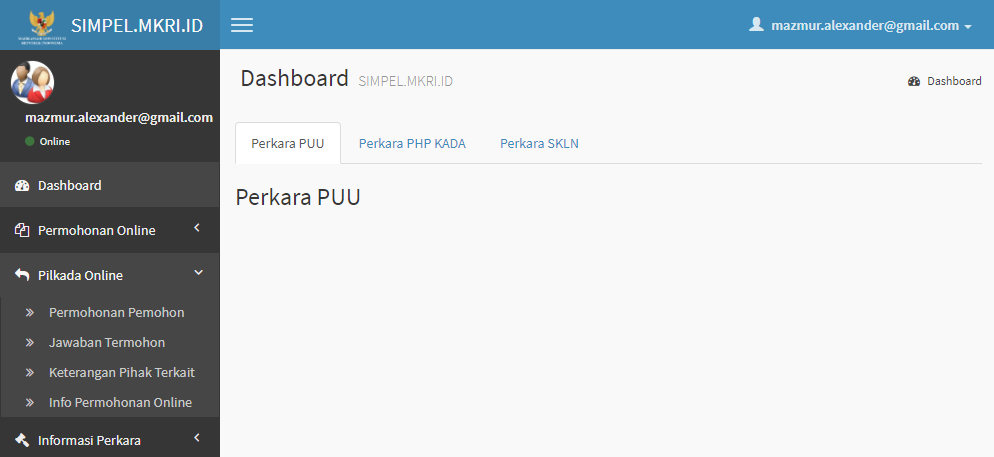 SIMPEL.MKRI.ID
mazmur.alexander@gmail.com
mazmur.alexander@gmail.com
Online
Dashboard
Permohonan Online
Pilkada Online
Permohonan Pemohon
Jawaban Termohon
Keterangan Pihak Terkait
Info Permohonan Online
Informasi Perkara
Dashboard SIMPEL.MKRI.ID
Dashboard
Perkara PUU Perkara PHP KADA Perkara SKLN
Perkara PUU